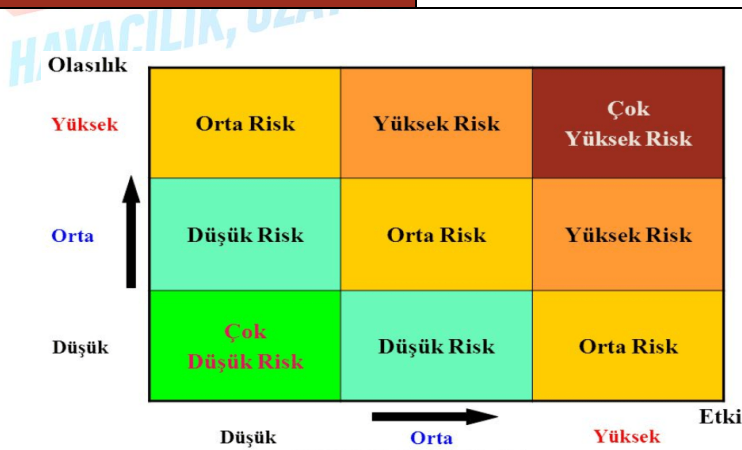 HAVACILIK, UZAY
Olasılık
Yüksek
Orta Risk
Yüksek Risk
Çok
Yüksek Risk
Orta
Düşük Risk
Orta Risk
Yüksek Risk
Düşük
Çok
Düşük Risk
Düşük Risk
Orta Risk
Etki
Düşük
Orta
Yüksek